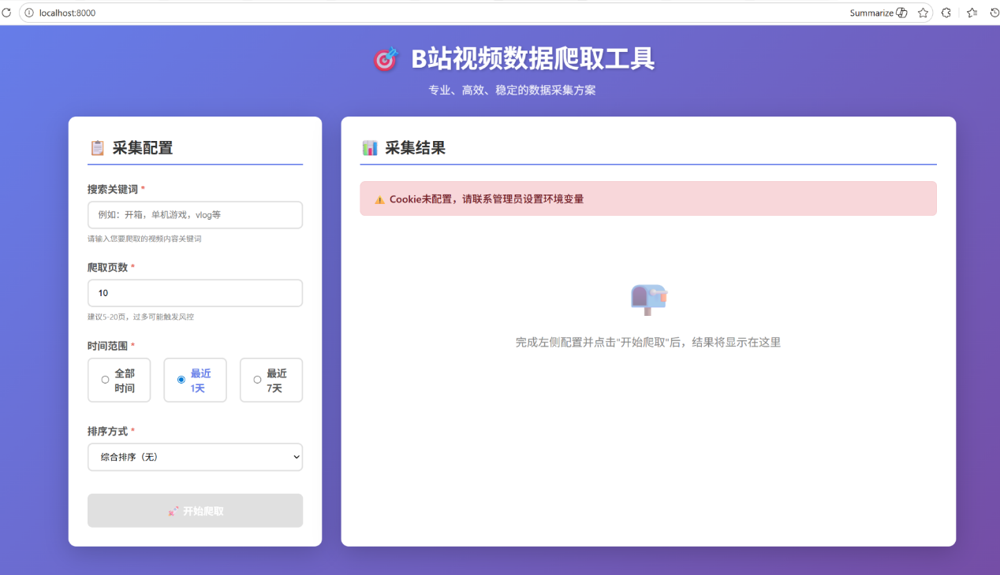 localhost:8000
Summarize
B站视频数据爬取工具
专业、高效、稳定的数据采集方案
采集配置
搜索关键词 *
例如：开箱，单机游戏，vlog等
请输入您要爬取的视频内容关键词
爬取页数 *
10
建议5-20页，过多可能触发风控
时间范围 *
全部
时间
最近
1天
最近
7天
排序方式 *
综合排序（无）
开始爬取
采集结果
Cookie未配置，请联系管理员设置环境变量
完成左侧配置并点击"开始爬取"后，结果将显示在这里